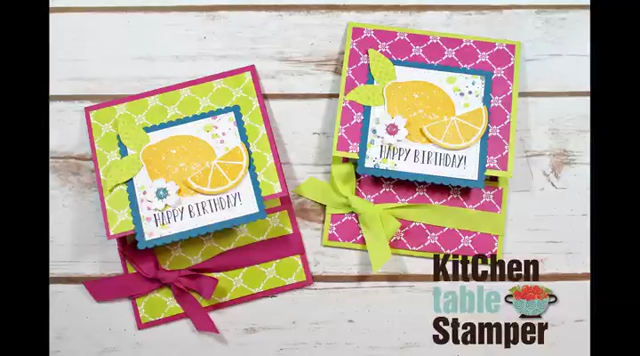 HAPPY BIRTHDAY!
HAPPY BIRTHDAY!
KitCHen
table
Stamper